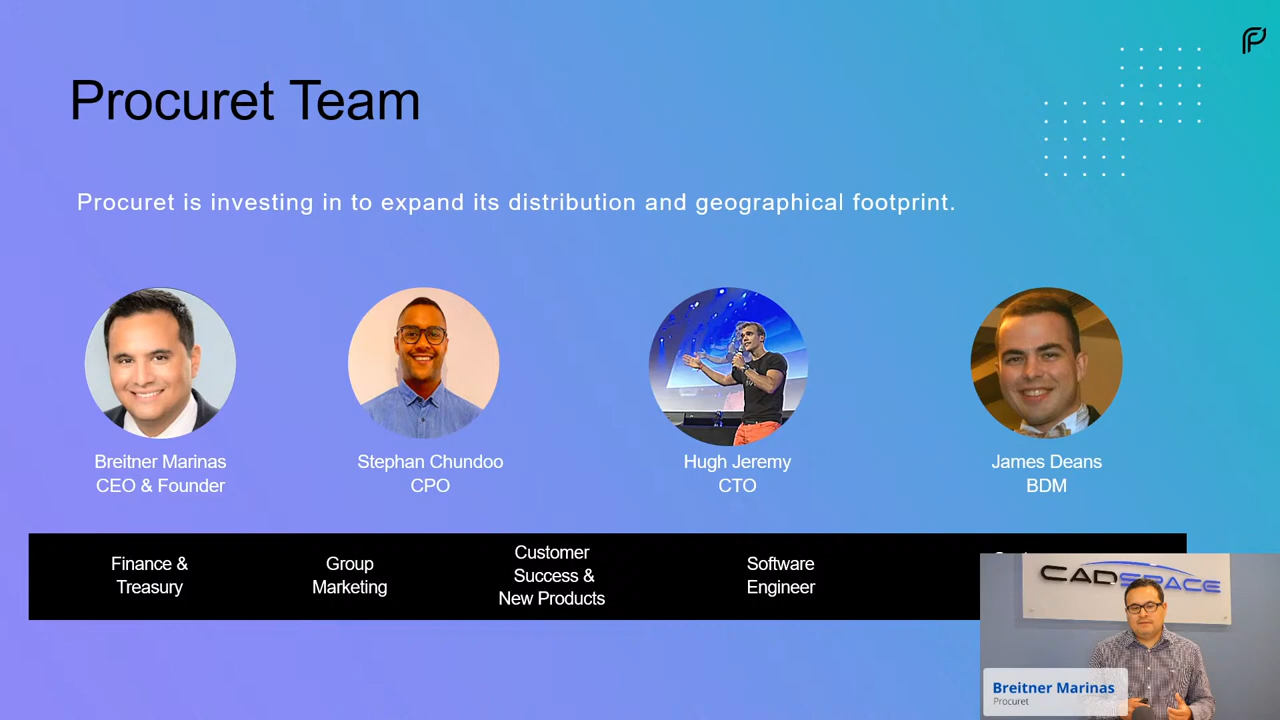 Procuret Team
Procuret is investing in to expand its distribution and geographical footprint.
Breitner Marinas
CEO & Founder
Stephan Chundoo
CPO
Hugh Jeremy
CTO
James Deans
BDM
Finance &
Treasury
Group
Marketing
Customer
Success &
New Products
Software
Engineer
CADSPACE
Breitner Marinas
Procuret